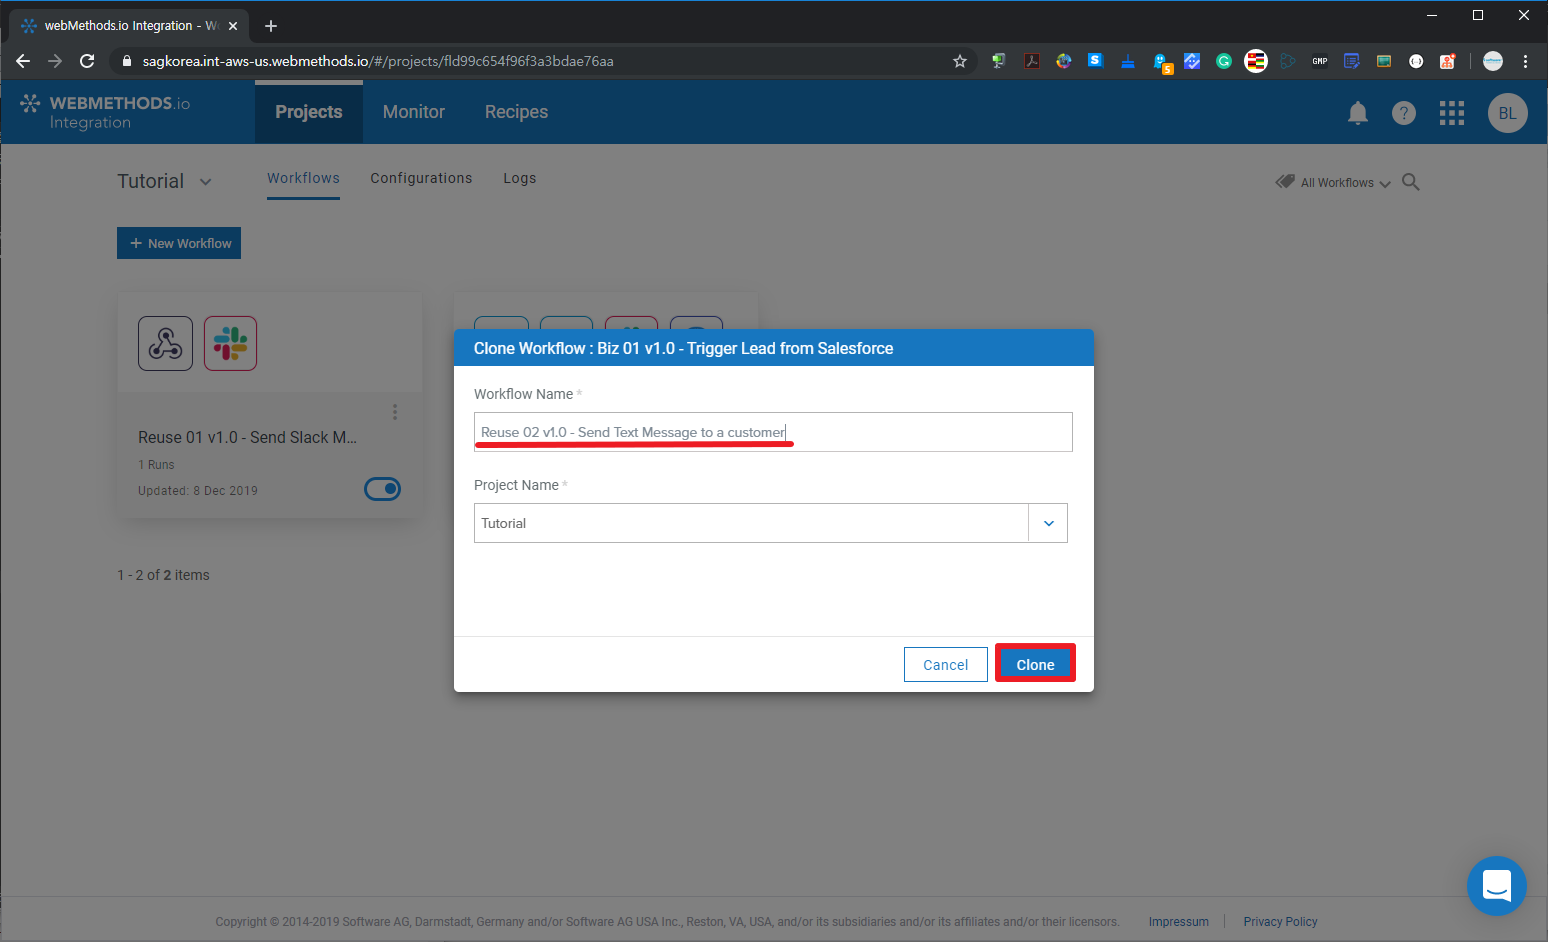 webMethods.io Integration - W
sagkorea.int-aws-us.webmethods.io/#/projects/fld99c654f96f3a3bdae76aa
S
5
G
GMP
WEBMETHODS.io
Integration
Projects
Monitor
Recipes
?
BL
Tutorial
Workflows
Configurations
Logs
All Workflows
+ New Workflow
Clone Workflow : Biz 01 v1.0 - Trigger Lead from Salesforce
Workflow Name *
Reuse 02 v1.0 - Send Text Message to a customer
Reuse 01 v1.0 - Send Slack M...
1 Runs
Updated: 8 Dec 2019
Project Name *
Tutorial
1 - 2 of 2 items
Cancel
Clone
Copyright © 2014-2019 Software AG, Darmstadt, Germany and/or Software AG USA Inc., Reston, VA, USA, and/or its subsidiaries and/or its affiliates and/or their licensors.
Impressum
Privacy Policy